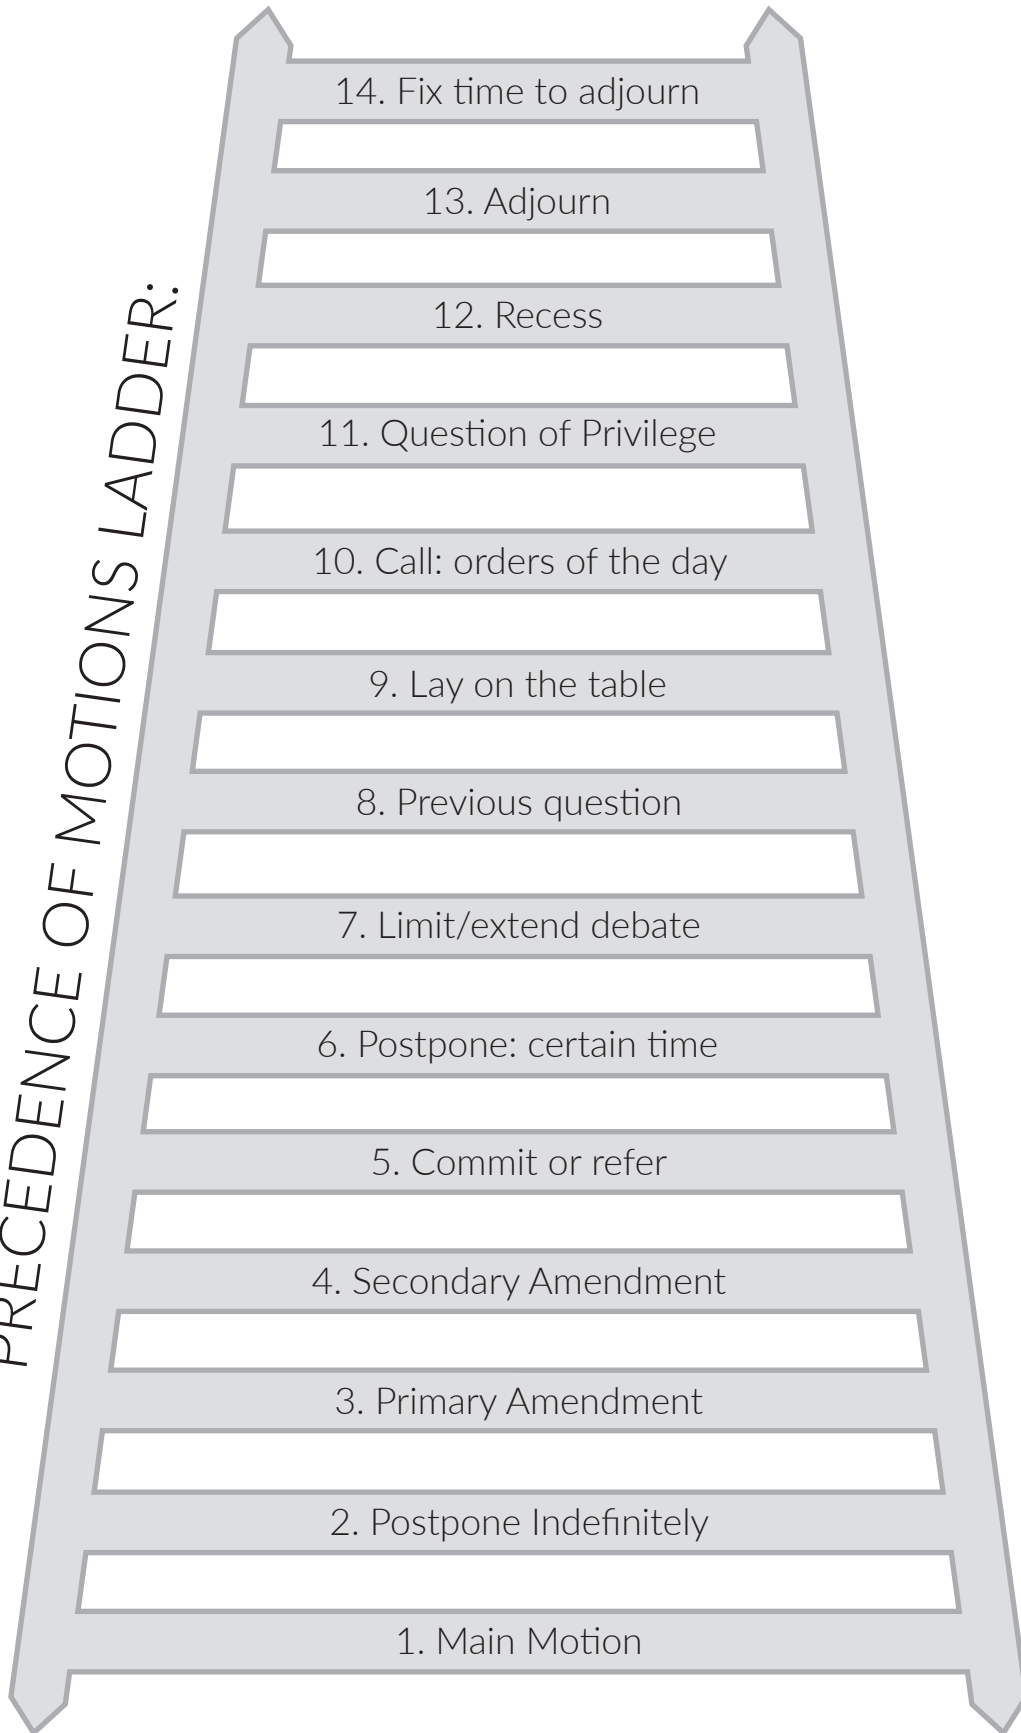 PRECEDENCE OF MOTIONS LADDER:.
14. Fix time to adjourn
13. Adjourn
12. Recess
11. Question of Privilege
10. Call: orders of the day
9. Lay on the table
8. Previous question
7. Limit/extend debate
6. Postpone: certain time
5. Commit or refer
4. Secondary Amendment
3. Primary Amendment
2. Postpone Indefinitely
1. Main Motion